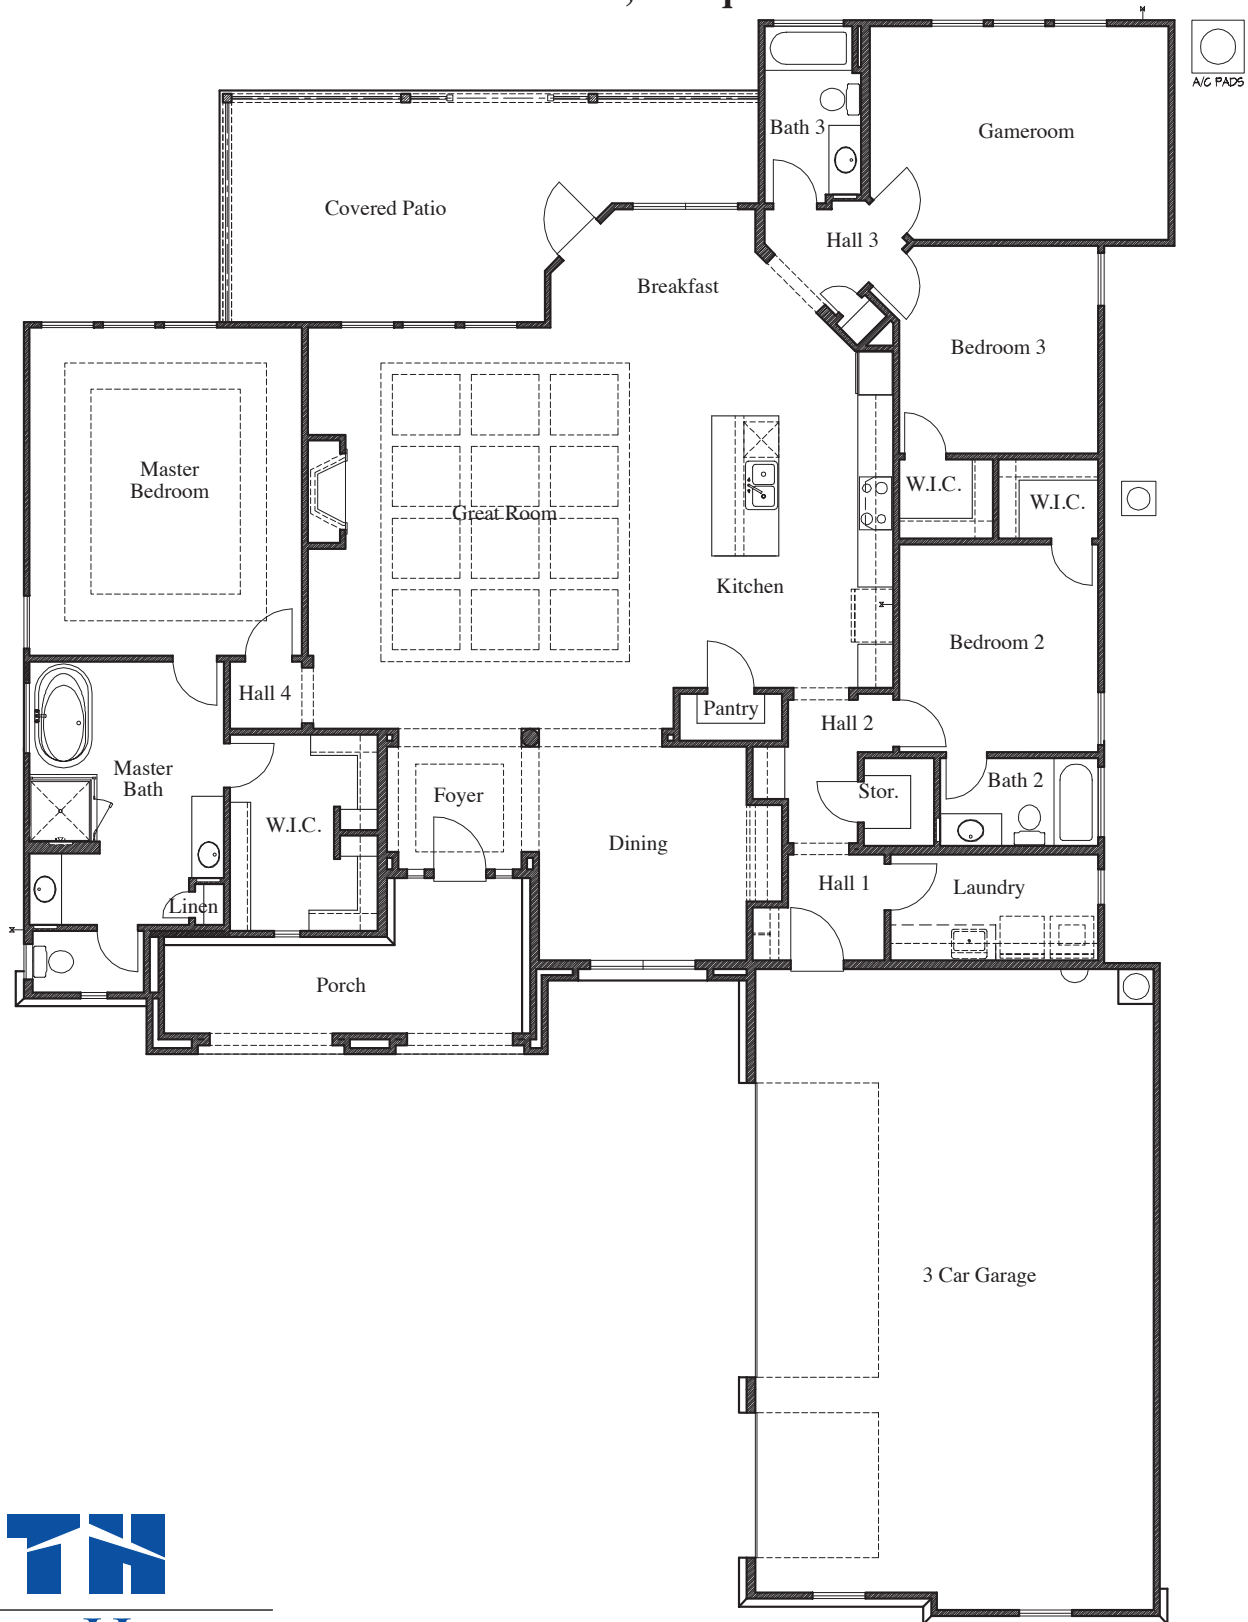 A/C PADS
Bath 3
Gameroom
Covered Patio
Hall 3
Breakfast
Bedroom 3
Master
Bedroom
Great Room
W.I.C.
W.I.C.
Kitchen
Bedroom 2
Hall 4
Pantry
Hall 2
Master
Bath
Foyer
Stor.
Bath 2
W.I.C.
Dining
Hall 1
Laundry
Linen
Porch
3 Car Garage
TH